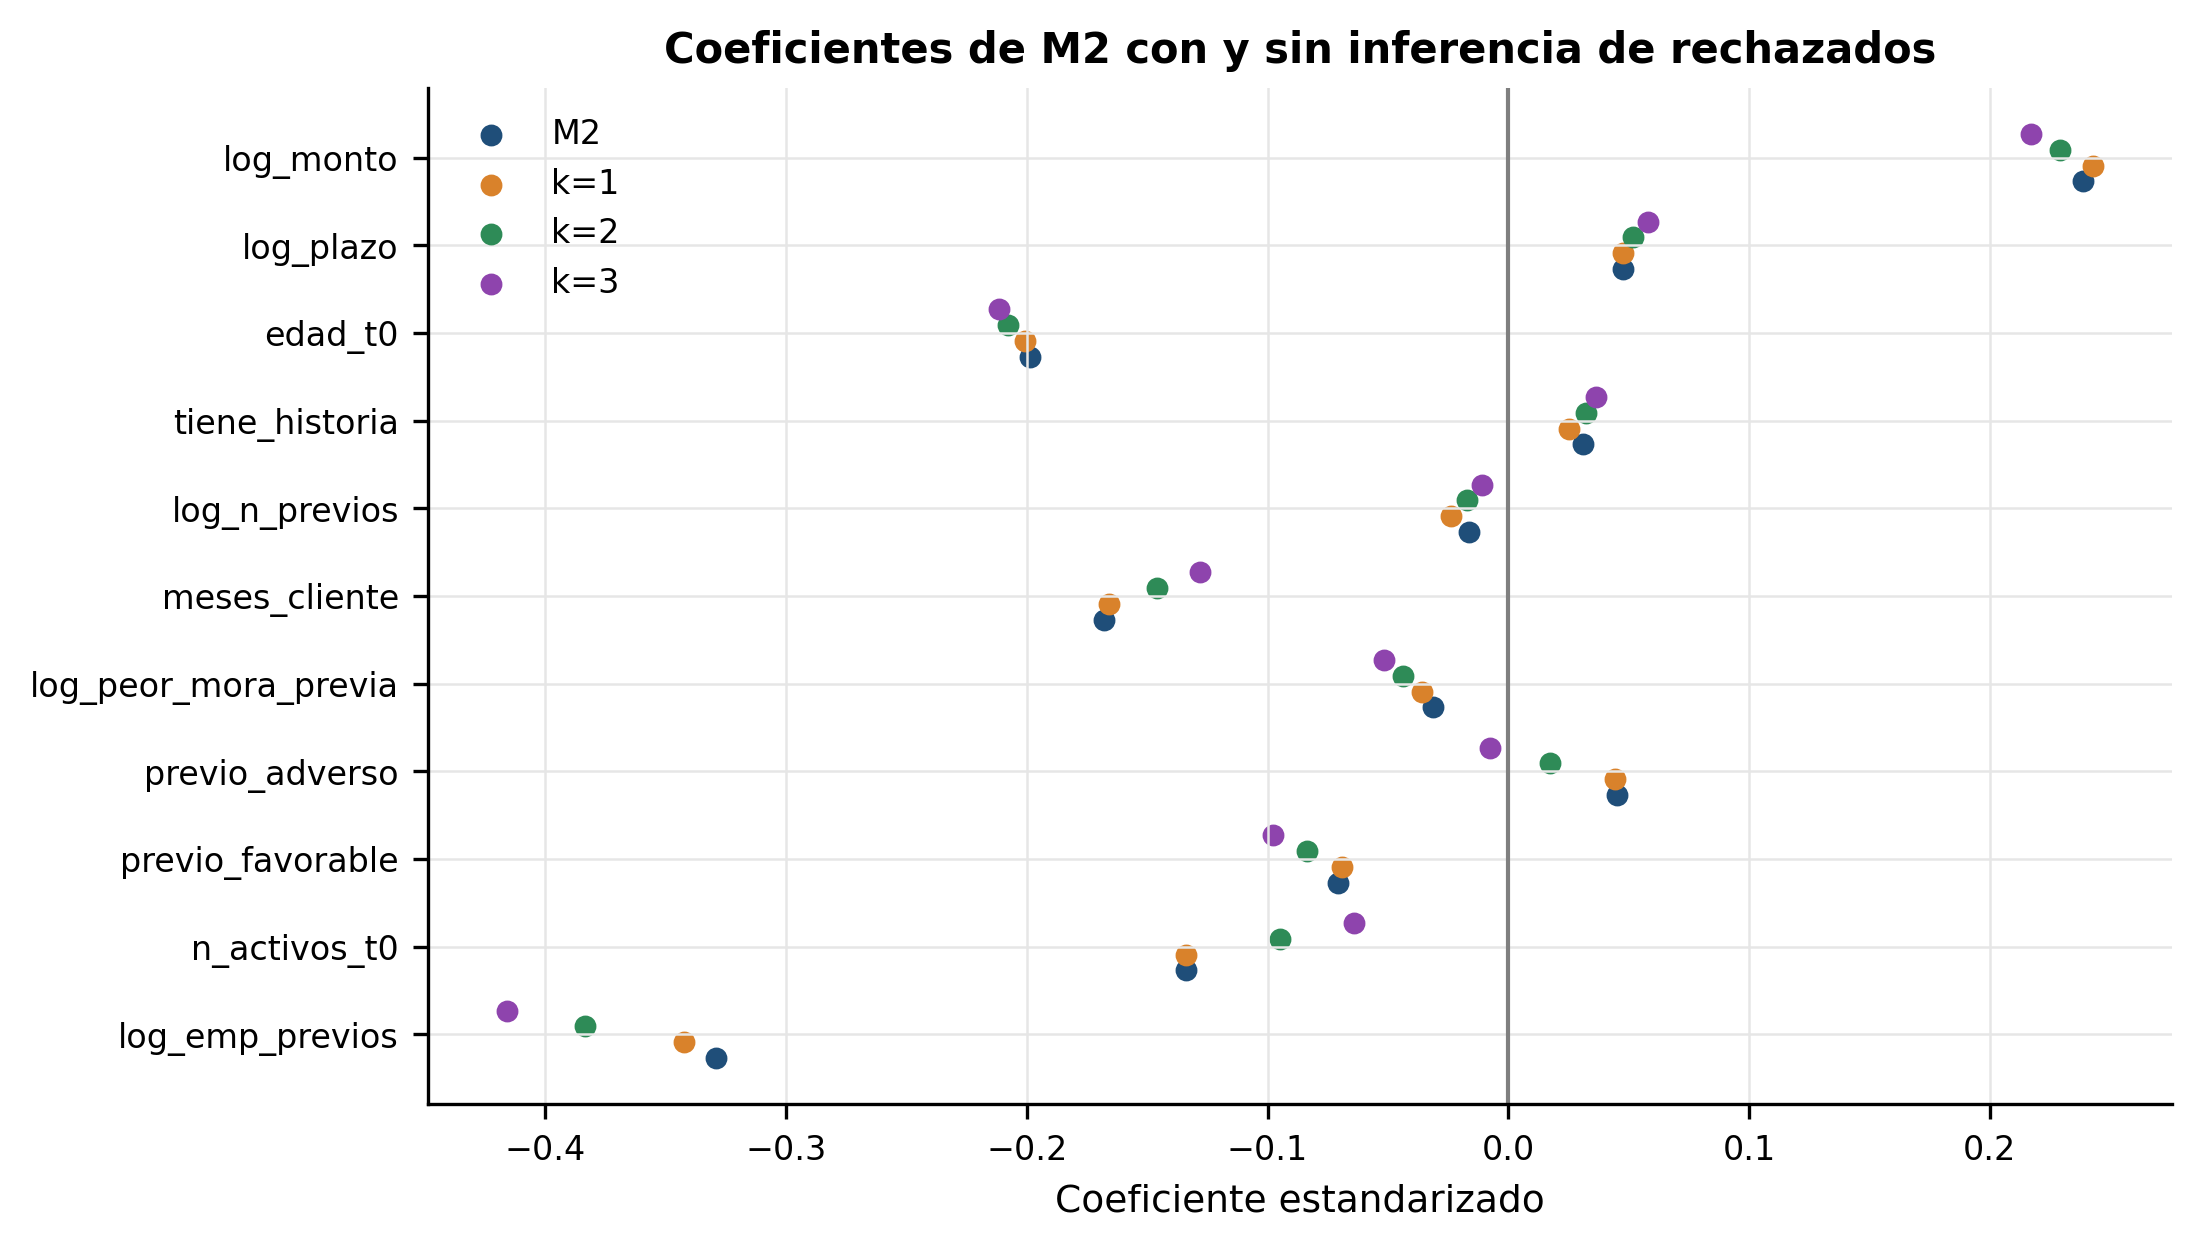 Coeficientes de M2 con y sin inferencia de rechazados
M2
k=1
k=2
k=3
log_monto
log_plazo
edad_t0
tiene_historia
log_n_previos
meses_cliente
log_peor_mora_previa
previo_adverso
previo_favorable
n_activos_t0
log_emp_previos
−0.4 −0.3 −0.2 −0.1 0.0 0.1 0.2
Coeficiente estandarizado